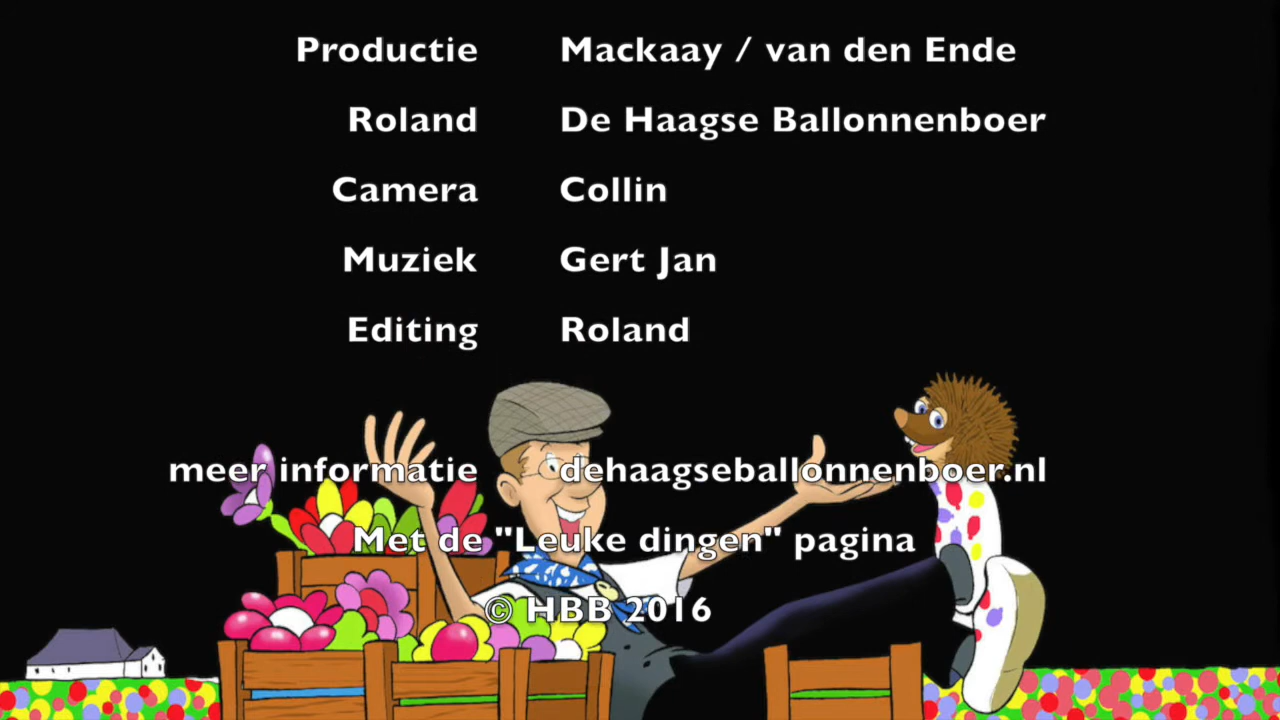 Productie Mackaay / van den Ende
Roland De Haagse Ballonnenboer
Camera Collin
Muziek Gert Jan
Editing Roland
meer informatie dehaagseballonnenboer.nl
Met de "Leuke dingen" pagina
© HBB 2016